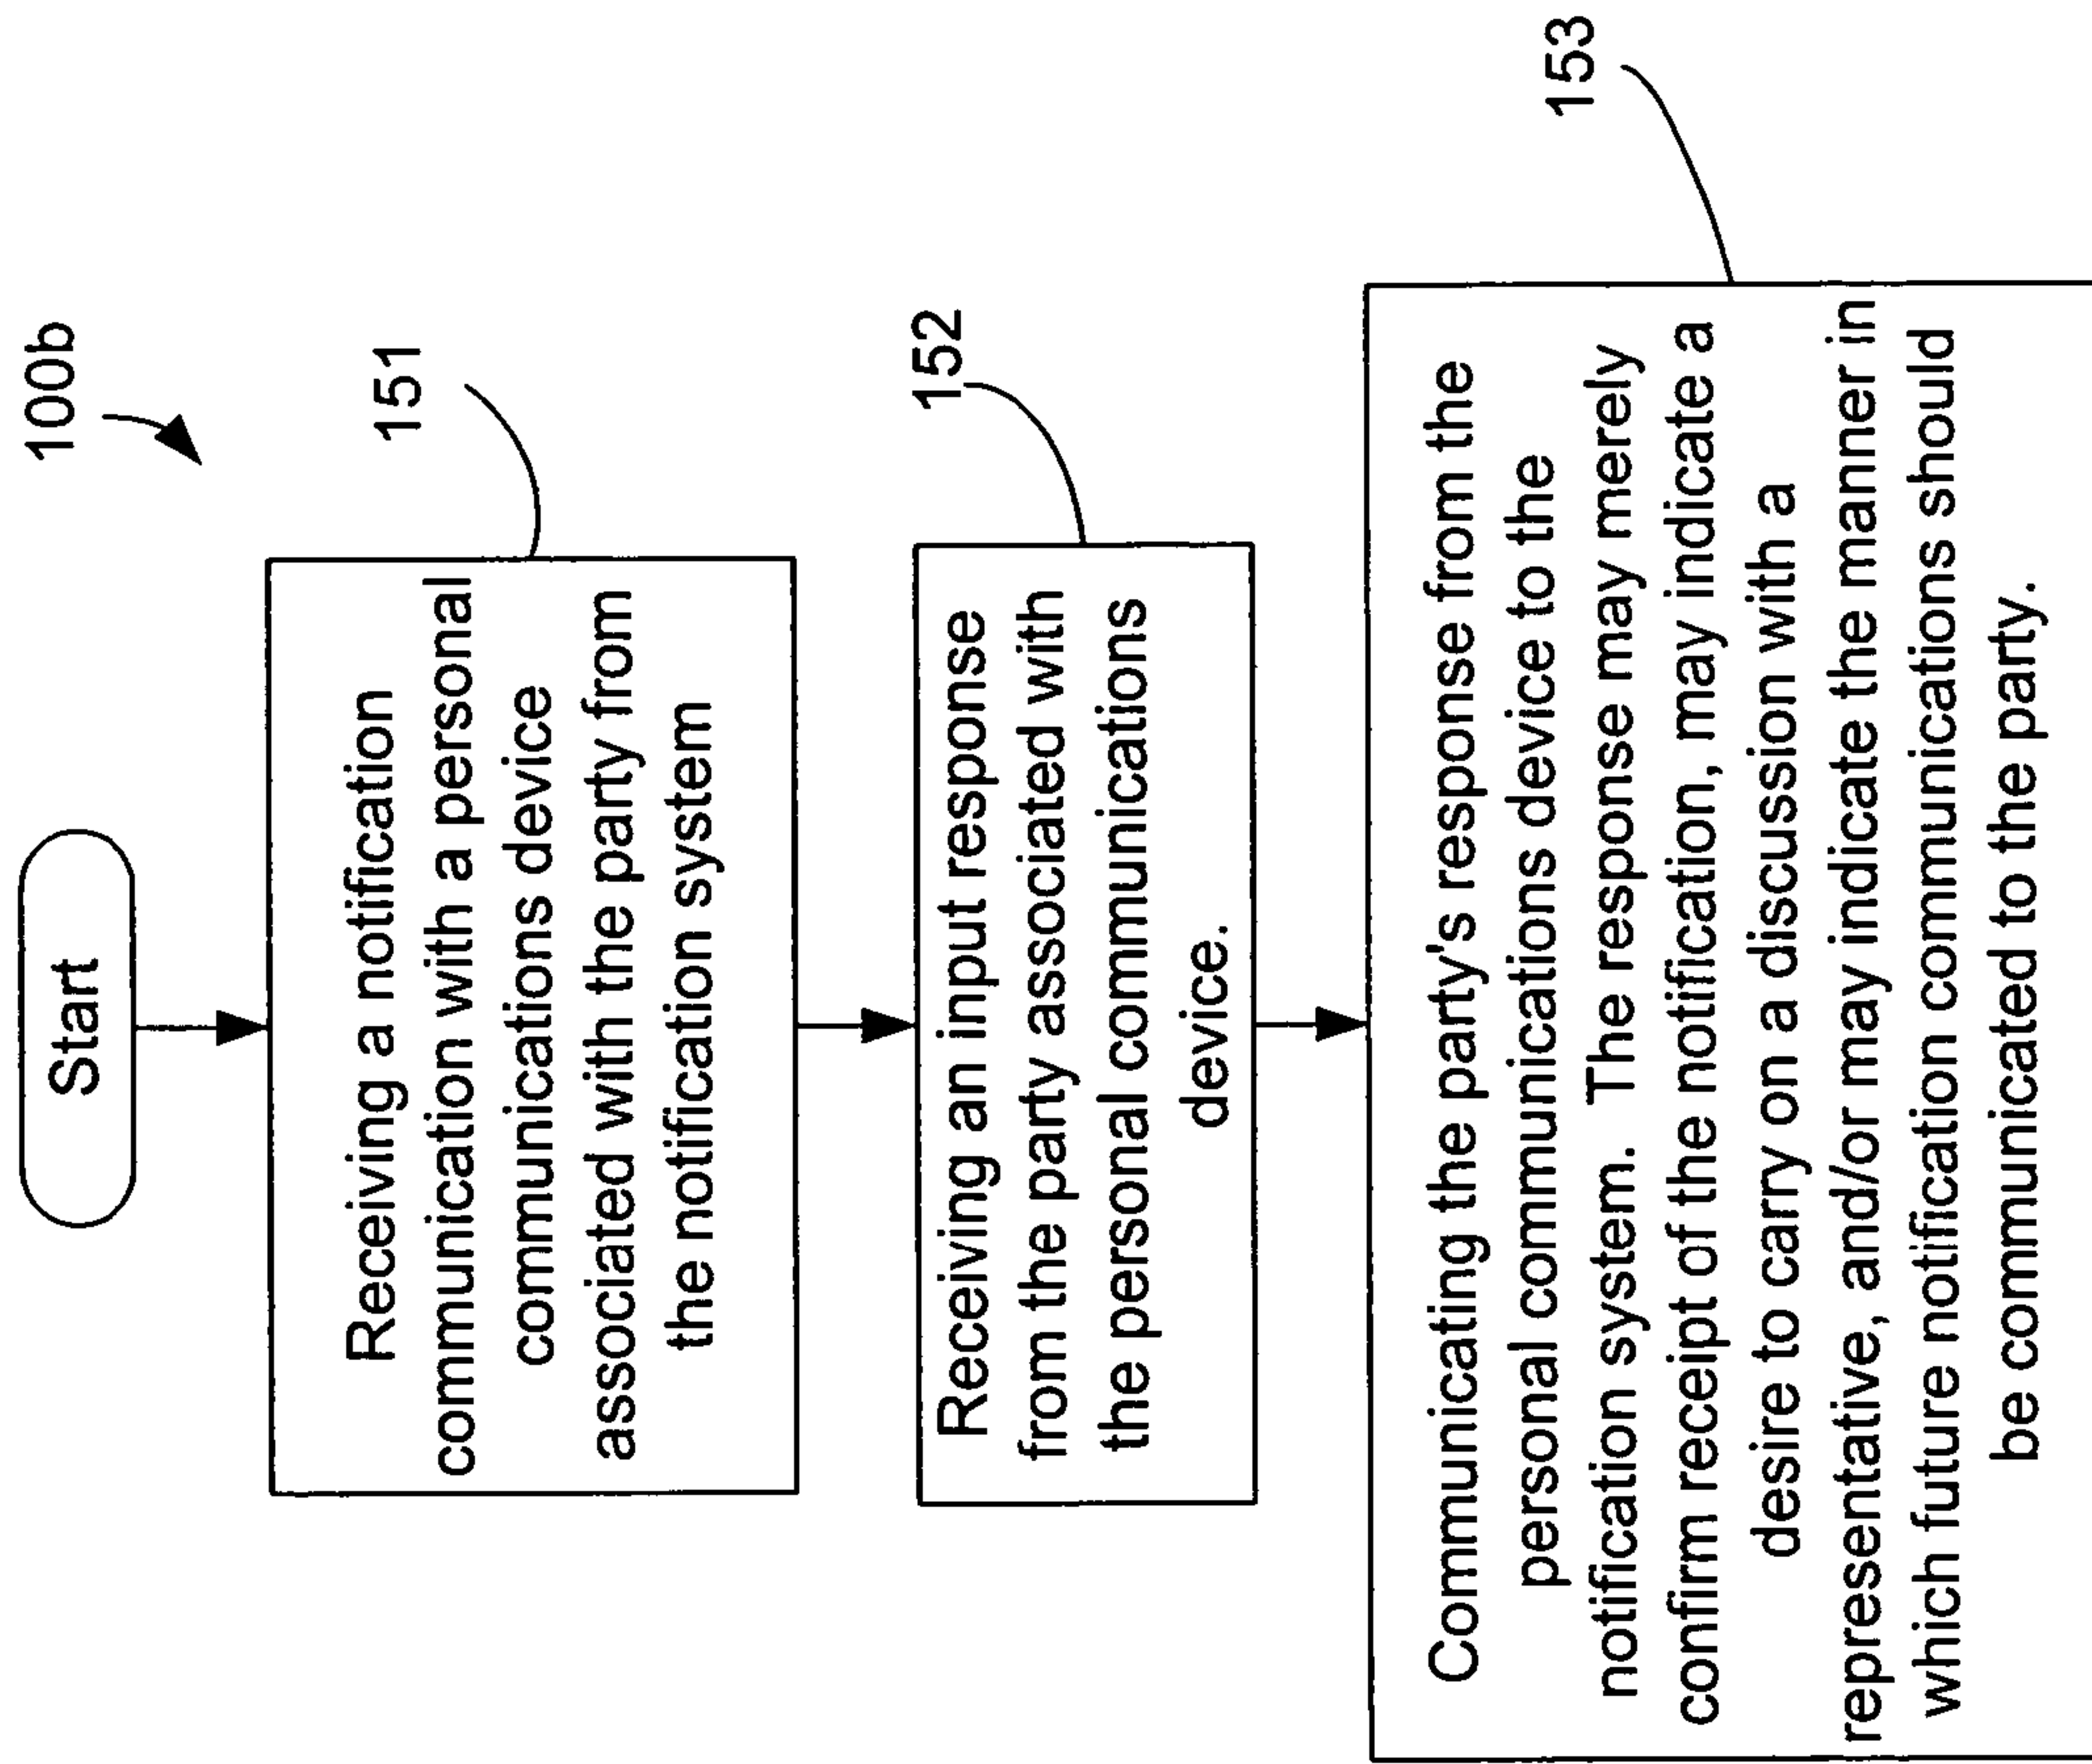 100b
Start
151
Receiving a notification
communication with a personal
communications device
associated with the party from
the notification system
152
Receiving an input response
from the party associated with
the personal communications
device.
153
Communicating the party's response from the
personal communications device to the
notification system.  The response may merely
confirm receipt of the notification, may indicate a
desire to carry on a discussion with a
representative, and/or may indicate the manner in
which future notification communications should
be communicated to the party.